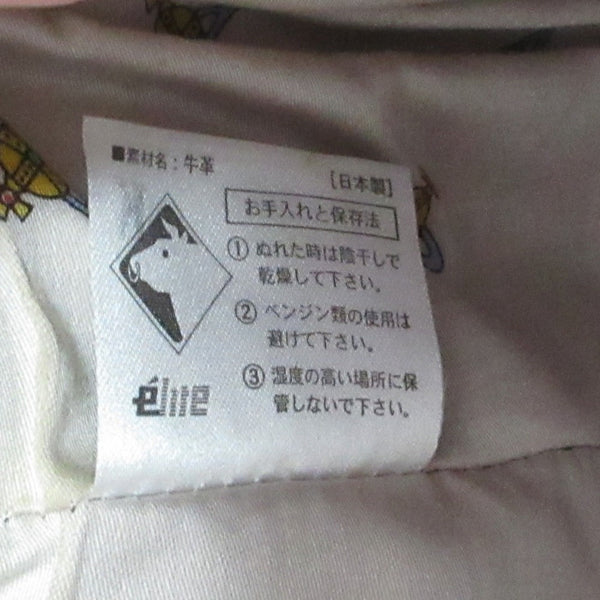 ■素材名：牛革
［日本製］
お手入れと保存法
① ぬれた時は陰干しで
乾燥して下さい。
② ベンジン類の使用は
避けて下さい。
③ 湿度の高い場所に保
管しないで下さい。